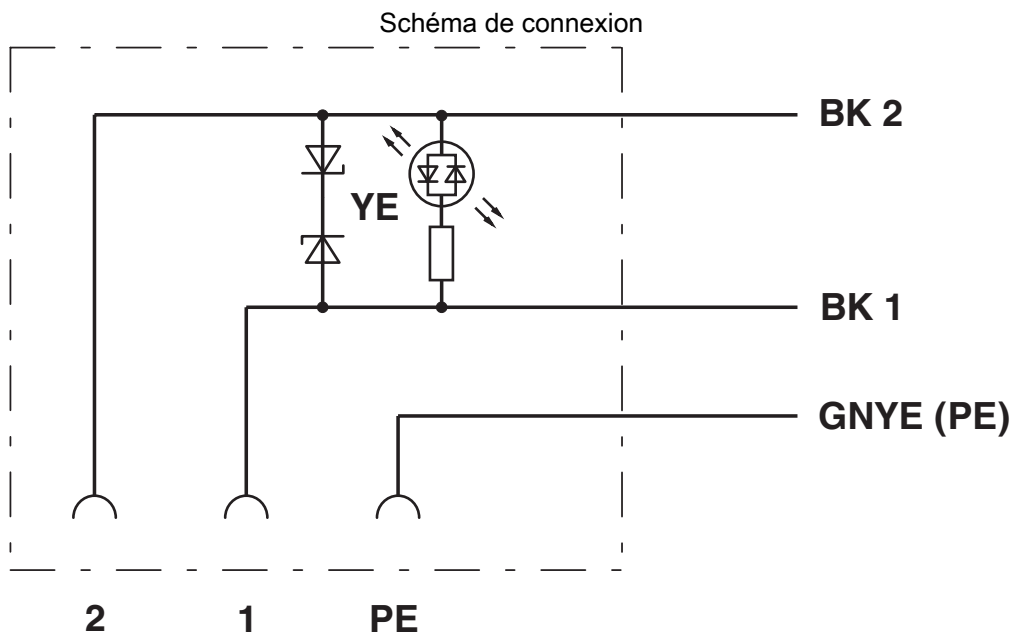 Schéma de connexion
BK 2
YE
BK 1
GNYE (PE)
2 1 PE